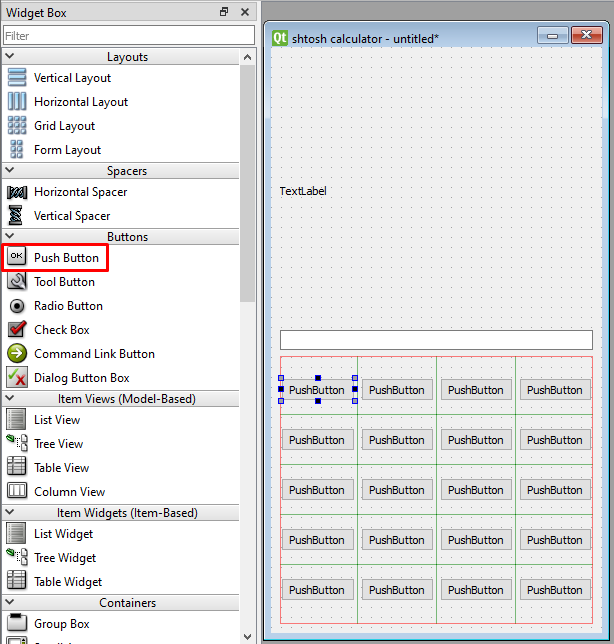 Widget Box
Filter
Layouts
Vertical Layout
Horizontal Layout
Grid Layout
Form Layout
Spacers
Horizontal Spacer
Vertical Spacer
Buttons
OK Push Button
Tool Button
Radio Button
Check Box
Command Link Button
Dialog Button Box
Item Views (Model-Based)
List View
Tree View
Table View
Column View
Item Widgets (Item-Based)
List Widget
Tree Widget
Table Widget
Containers
Group Box
Qt shtosh calculator - untitled*
TextLabel
PushButton PushButton PushButton PushButton
PushButton PushButton PushButton PushButton
PushButton PushButton PushButton PushButton
PushButton PushButton PushButton PushButton
PushButton PushButton PushButton PushButton